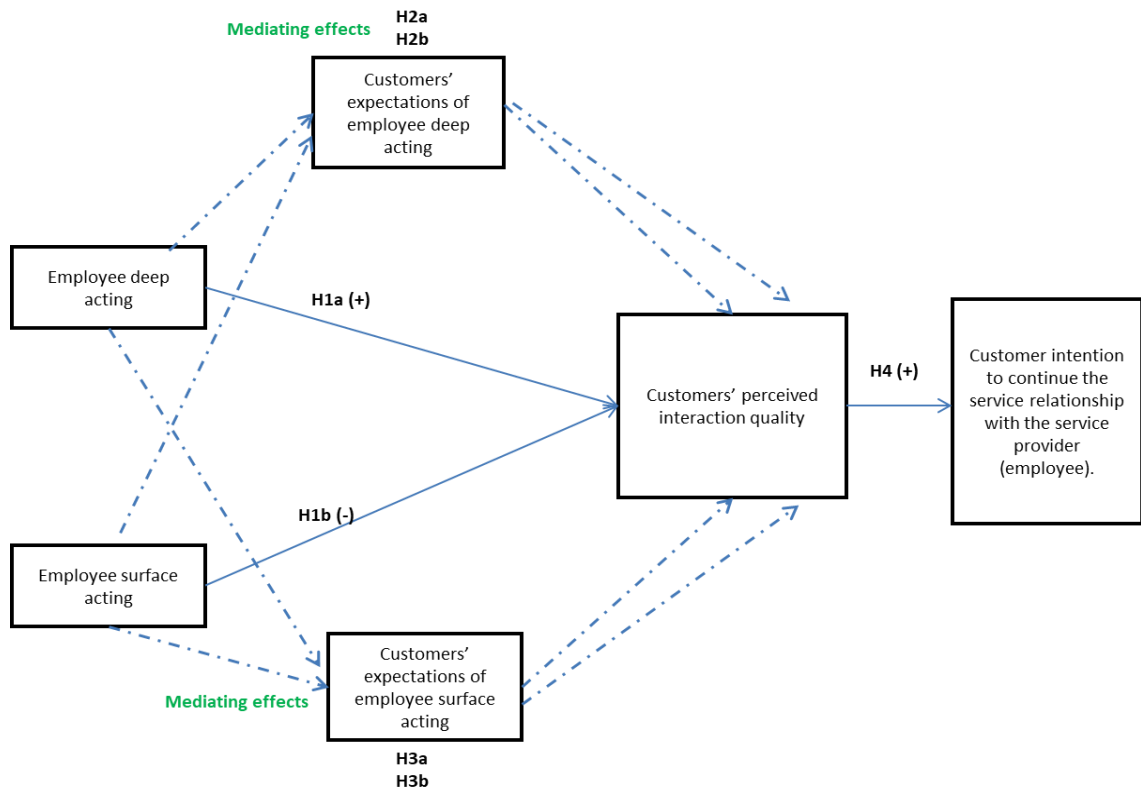 Mediating effects
H2a
H2b
Customers’
expectations of
employee deep
acting
Employee deep
acting
H1a (+)
Customers’ perceived
interaction quality
H4 (+)
Customer intention
to continue the
service relationship
with the service
provider
(employee).
H1b (-)
Employee surface
acting
Customers’
expectations of
employee surface
acting
Mediating effects
H3a
H3b